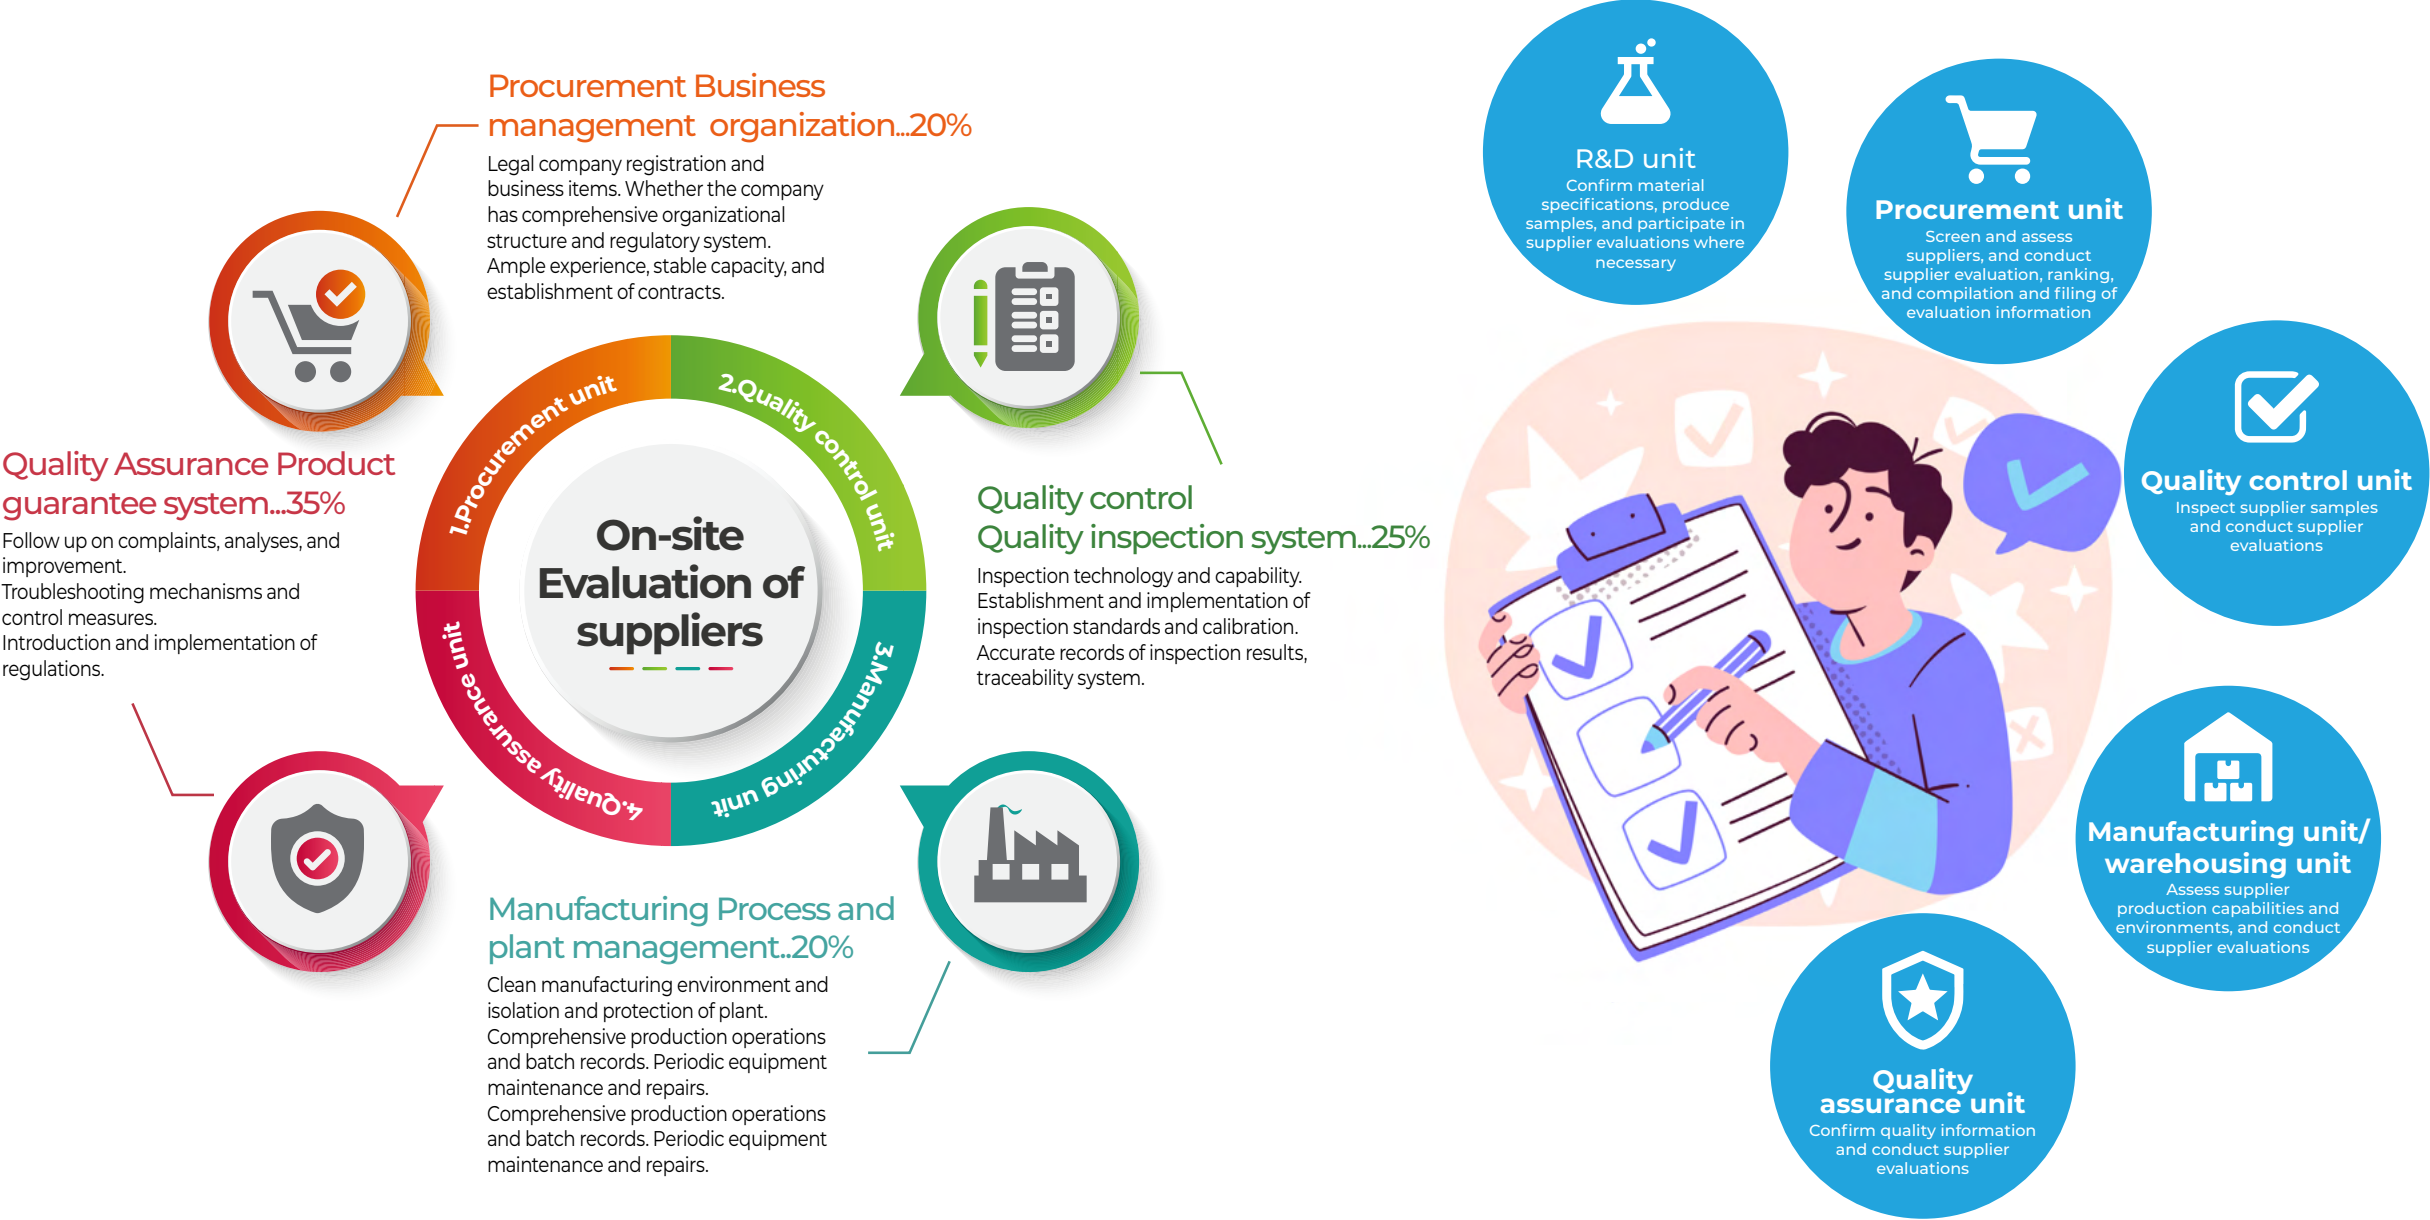 Procurement Business
management organization...20%
Legal company registration and
business items. Whether the company
has comprehensive organizational
structure and regulatory system.
Ample experience, stable capacity, and
establishment of contracts.
1.Procurement unit
2.Quality control unit
3.Manufacturing unit
4.Quality assurance unit
On-site
Evaluation of
suppliers
Quality Assurance Product
guarantee system...35%
Follow up on complaints, analyses, and
improvement.
Troubleshooting mechanisms and
control measures.
Introduction and implementation of
regulations.
Quality control
Quality inspection system...25%
Inspection technology and capability.
Establishment and implementation of
inspection standards and calibration.
Accurate records of inspection results,
traceability system.
Manufacturing Process and
plant management..20%
Clean manufacturing environment and
isolation and protection of plant.
Comprehensive production operations
and batch records. Periodic equipment
maintenance and repairs.
Comprehensive production operations
and batch records. Periodic equipment
maintenance and repairs.
R&D unit
Confirm material
specifications, produce
samples, and participate in
supplier evaluations where
necessary
Procurement unit
Screen and assess
suppliers, and conduct
supplier evaluation, ranking,
and compilation and filing of
evaluation information
Quality control unit
Inspect supplier samples
and conduct supplier
evaluations
Manufacturing unit/
warehousing unit
Assess supplier
production capabilities and
environments, and conduct
supplier evaluations
Quality
assurance unit
Confirm quality information
and conduct supplier
evaluations